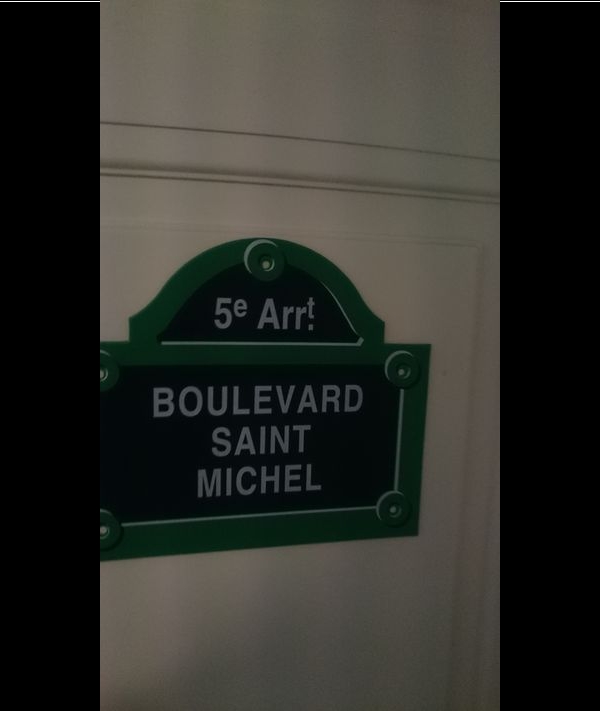 5e Arrt.
BOULEVARD
SAINT
MICHEL